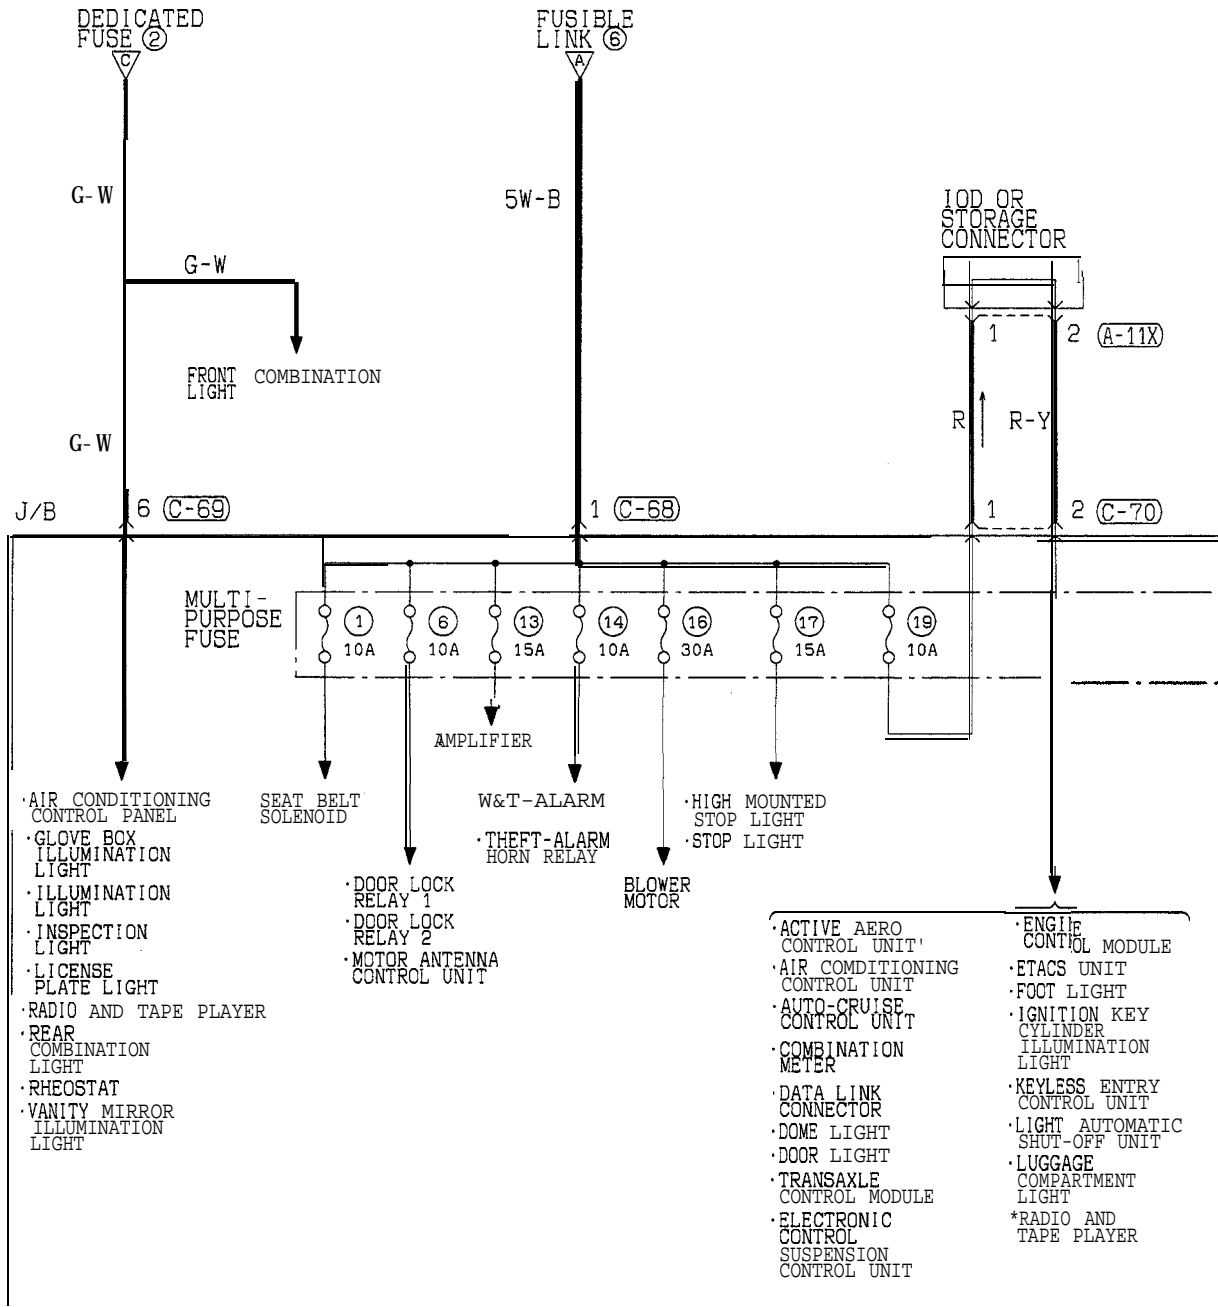 DEDICATED
FUSE ②
C
FUSIBLE
LINK ⑥
A
G-W
5W-B
IOD OR
STORAGE
CONNECTOR
G-W
1
2 A-11X
FRONT COMBINATION
LIGHT
R
R-Y
G-W
J/B
6 C-69
1 C-68
1
2 C-70
MULTI-
PURPOSE
FUSE
① 10A
⑥ 10A
⑬ 15A
⑭ 10A
⑯ 30A
⑰ 15A
⑲ 10A
AMPLIFIER
·AIR CONDITIONING
CONTROL PANEL
·GLOVE BOX
ILLUMINATION
LIGHT
·ILLUMINATION
LIGHT
·INSPECTION
LIGHT
·LICENSE
PLATE LIGHT
·RADIO AND TAPE PLAYER
·REAR
COMBINATION
LIGHT
·RHEOSTAT
·VANITY MIRROR
ILLUMINATION
LIGHT
SEAT BELT
SOLENOID
·DOOR LOCK
RELAY 1
·DOOR LOCK
RELAY 2
·MOTOR ANTENNA
CONTROL UNIT
W&T-ALARM
·THEFT-ALARM
HORN RELAY
BLOWER
MOTOR
·HIGH MOUNTED
STOP LIGHT
·STOP LIGHT
·ACTIVE AERO
CONTROL UNIT'
·AIR COMDITIONING
CONTROL UNIT
·AUTO-CRUISE
CONTROL UNIT
·COMBINATION
METER
·DATA LINK
CONNECTOR
·DOME LIGHT
·DOOR LIGHT
·TRANSAXLE
CONTROL MODULE
·ELECTRONIC
CONTROL
SUSPENSION
CONTROL UNIT
·ENGINE
CONTROL MODULE
·ETACS UNIT
·FOOT LIGHT
·IGNITION KEY
CYLINDER
ILLUMINATION
LIGHT
·KEYLESS ENTRY
CONTROL UNIT
·LIGHT AUTOMATIC
SHUT-OFF UNIT
·LUGGAGE
COMPARTMENT
LIGHT
*RADIO AND
TAPE PLAYER